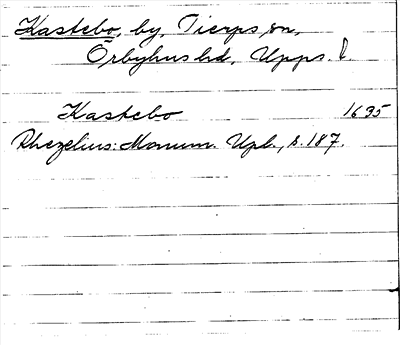 Kastebo, by, Tierps sn,
Örbyhus hd, Upps. l.
Kastebo 1635
Rhezelius: Monum. Upl., s. 187.